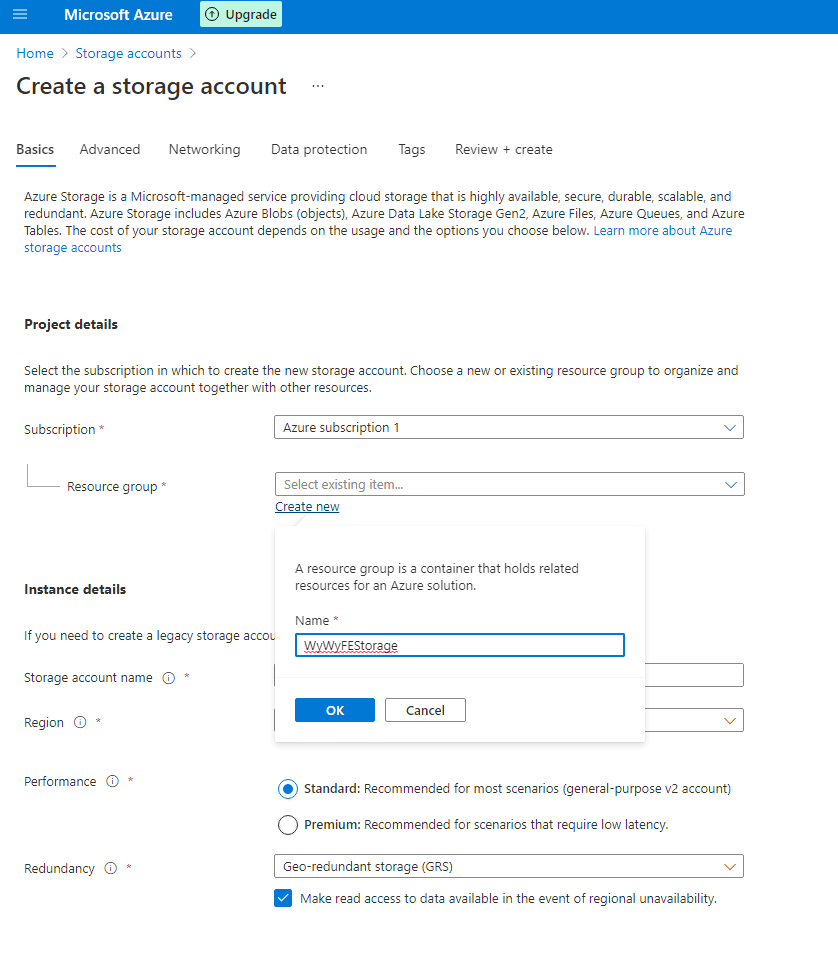 Microsoft Azure
Upgrade
Home > Storage accounts >
Create a storage account ...
Basics Advanced Networking Data protection Tags Review + create
Azure Storage is a Microsoft-managed service providing cloud storage that is highly available, secure, durable, scalable, and
redundant. Azure Storage includes Azure Blobs (objects), Azure Data Lake Storage Gen2, Azure Files, Azure Queues, and Azure
Tables. The cost of your storage account depends on the usage and the options you choose below. Learn more about Azure
storage accounts
Project details
Select the subscription in which to create the new storage account. Choose a new or existing resource group to organize and
manage your storage account together with other resources.
Subscription *
Azure subscription 1
Resource group *
Select existing item...
Create new
A resource group is a container that holds related
resources for an Azure solution.
Name *
WyWyFEStorage
OK
Cancel
Instance details
If you need to create a legacy storage accou
Storage account name *
Region *
Performance *
Standard: Recommended for most scenarios (general-purpose v2 account)
Premium: Recommended for scenarios that require low latency.
Redundancy *
Geo-redundant storage (GRS)
Make read access to data available in the event of regional unavailability.